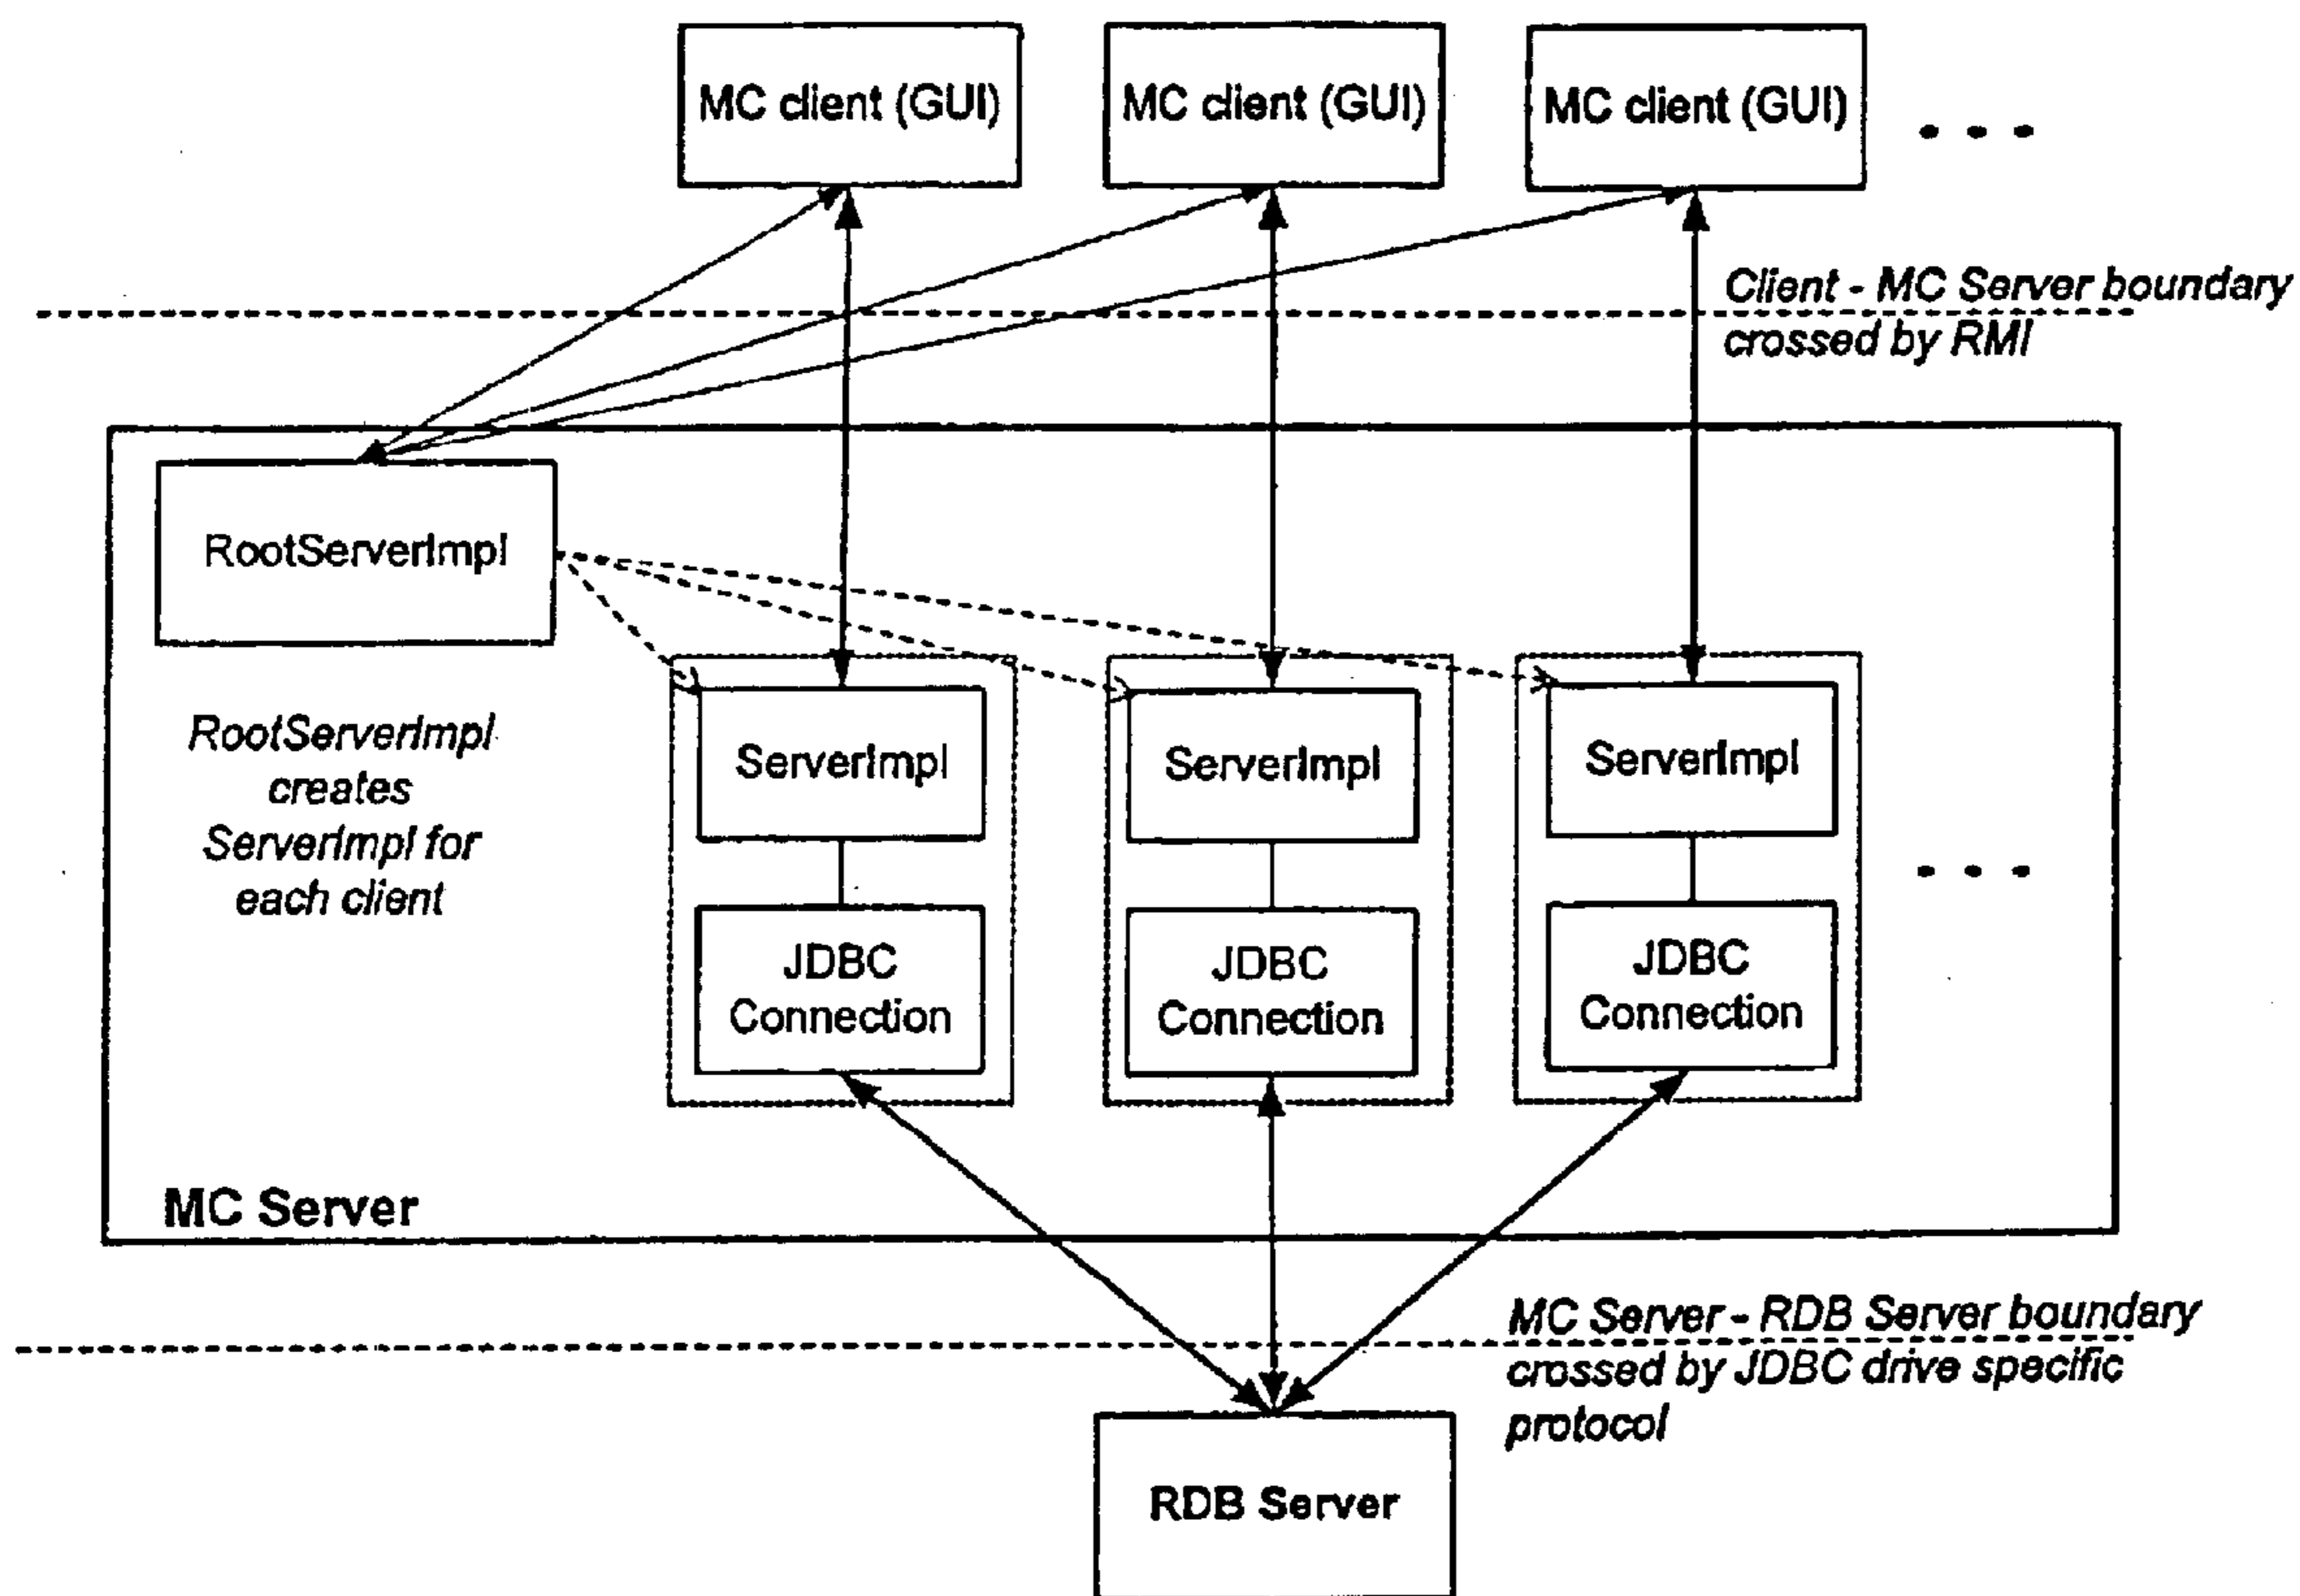 MC client (GUI)
MC client (GUI)
MC client (GUI)
. . .
Client - MC Server boundary
crossed by RMI
RootServerImpl
RootServerImpl
creates
ServerImpl for
each client
ServerImpl
ServerImpl
ServerImpl
. . .
JDBC
Connection
JDBC
Connection
JDBC
Connection
MC Server
MC Server - RDB Server boundary
crossed by JDBC drive specific
protocol
RDB Server